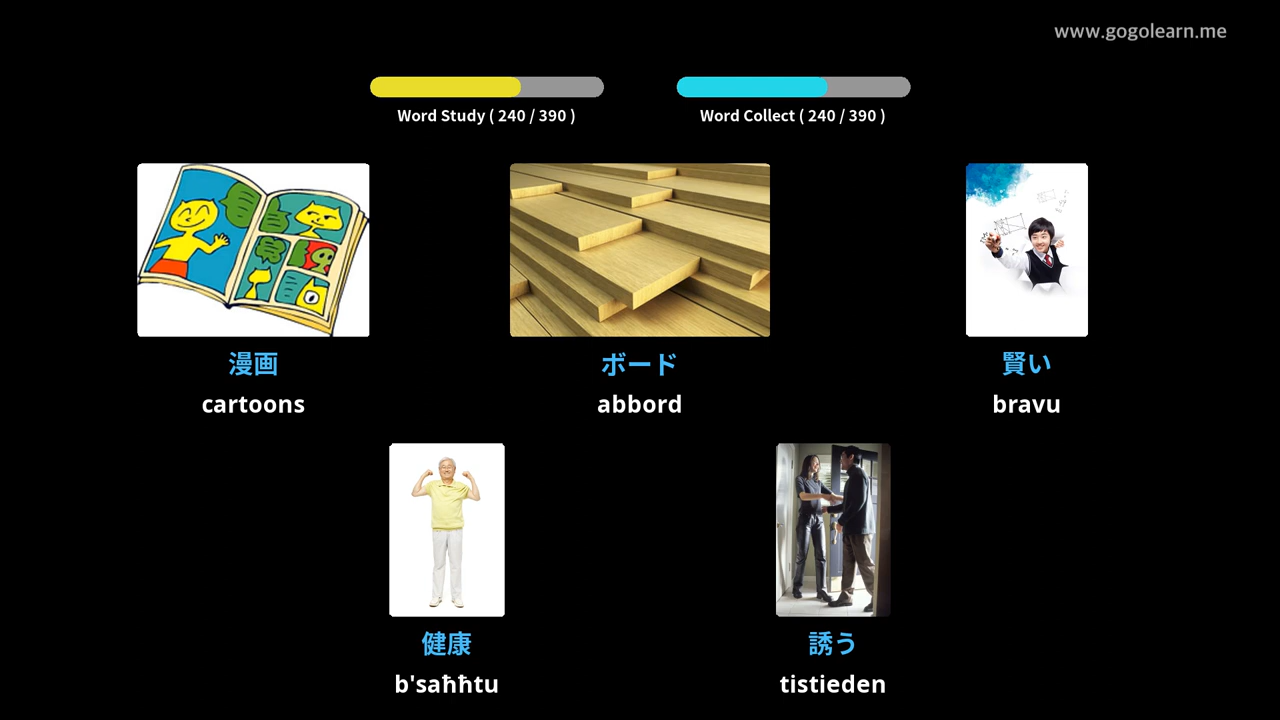 www.gogolearn.me
Word Study ( 240 / 390 )
Word Collect ( 240 / 390 )
漫画
cartoons
ボード
abbord
賢い
bravu
健康
b'saħħtu
誘う
tistieden